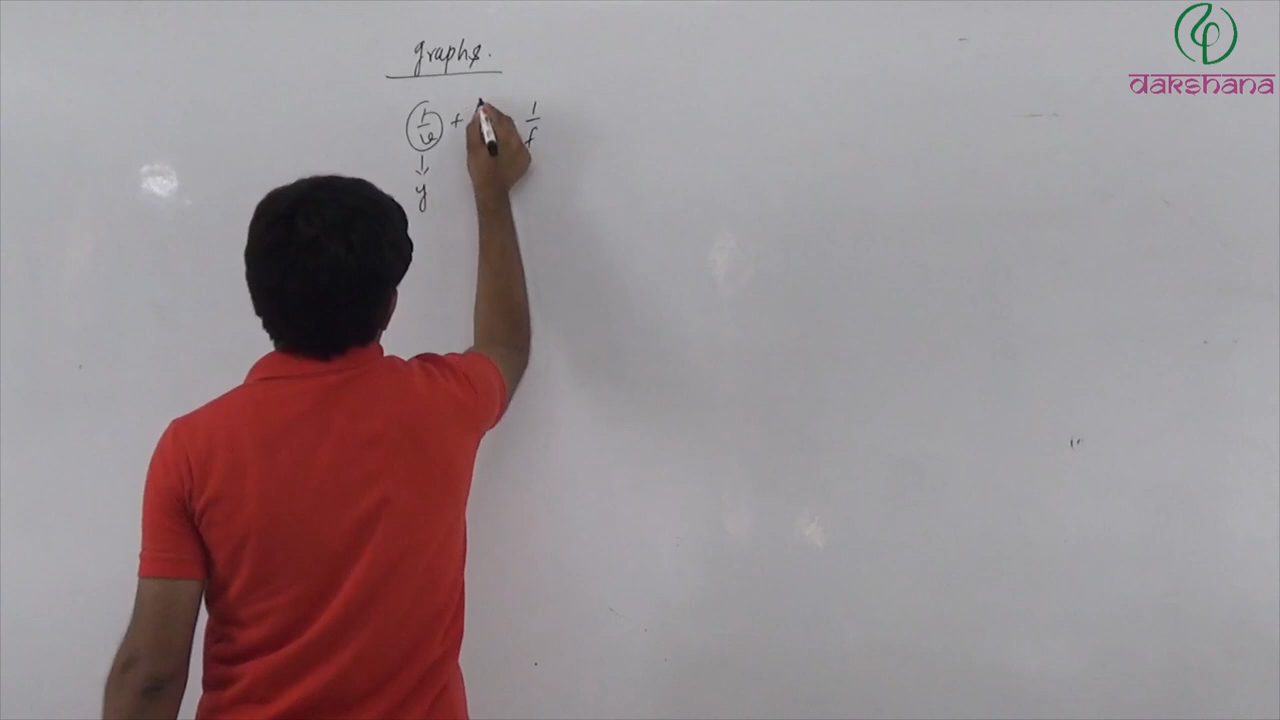 dakshana
graphs.
1/v + 1/f
y